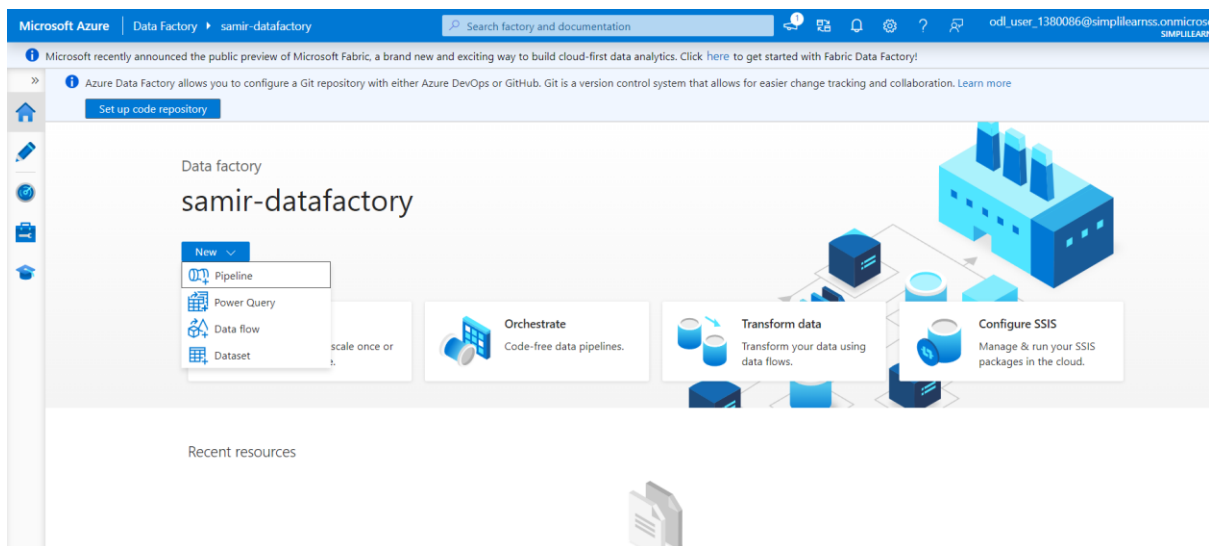 Microsoft Azure
Data Factory
samir-datafactory
Search factory and documentation
1
?
odl_user_1380086@simplilearnss.onmicroso
SIMPLILEARN
Microsoft recently announced the public preview of Microsoft Fabric, a brand new and exciting way to build cloud-first data analytics. Click here to get started with Fabric Data Factory!
»
Azure Data Factory allows you to configure a Git repository with either Azure DevOps or GitHub. Git is a version control system that allows for easier change tracking and collaboration. Learn more
Set up code repository
Data factory
samir-datafactory
New
Pipeline
Power Query
Data flow
Dataset
scale once or
e.
Orchestrate
Code-free data pipelines.
Transform data
Transform your data using
data flows.
Configure SSIS
Manage & run your SSIS
packages in the cloud.
Recent resources